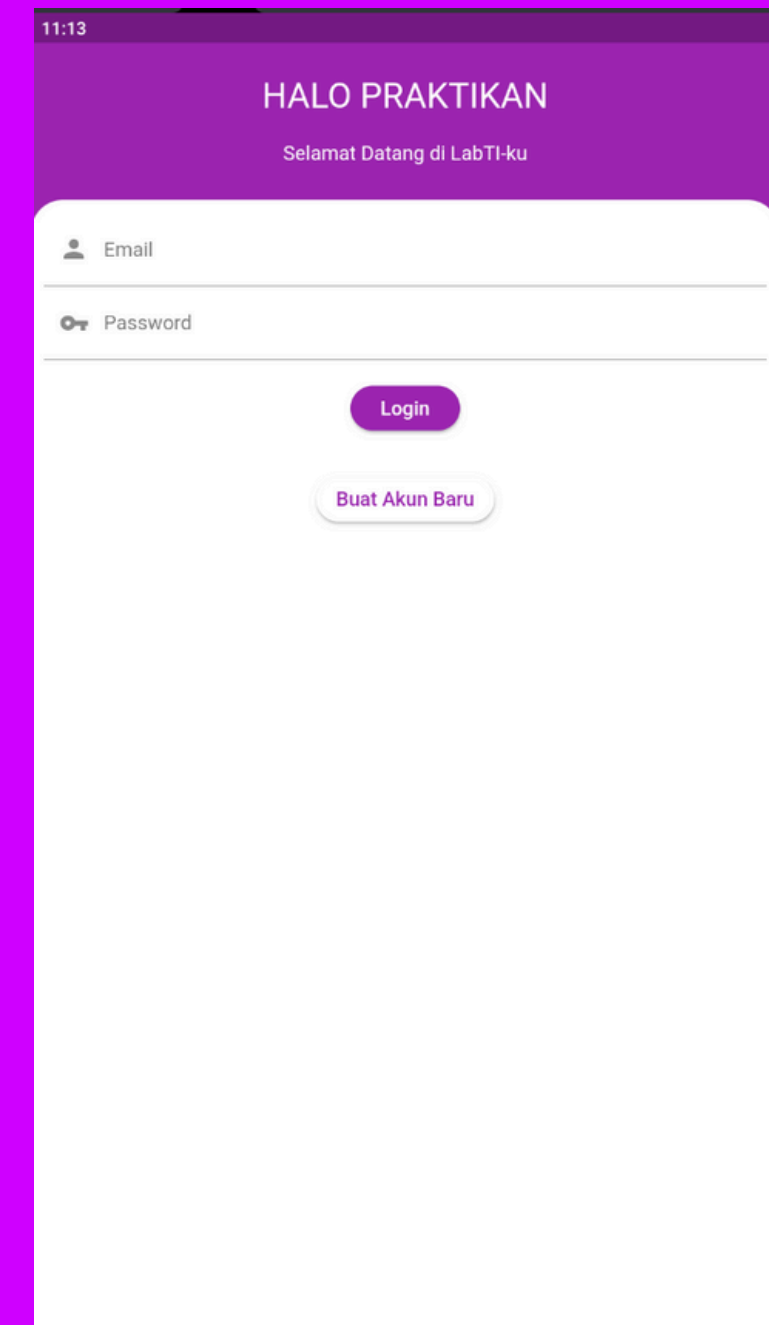 11:13
HALO PRAKTIKAN
Selamat Datang di LabTI-ku
Email
Password
Login
Buat Akun Baru